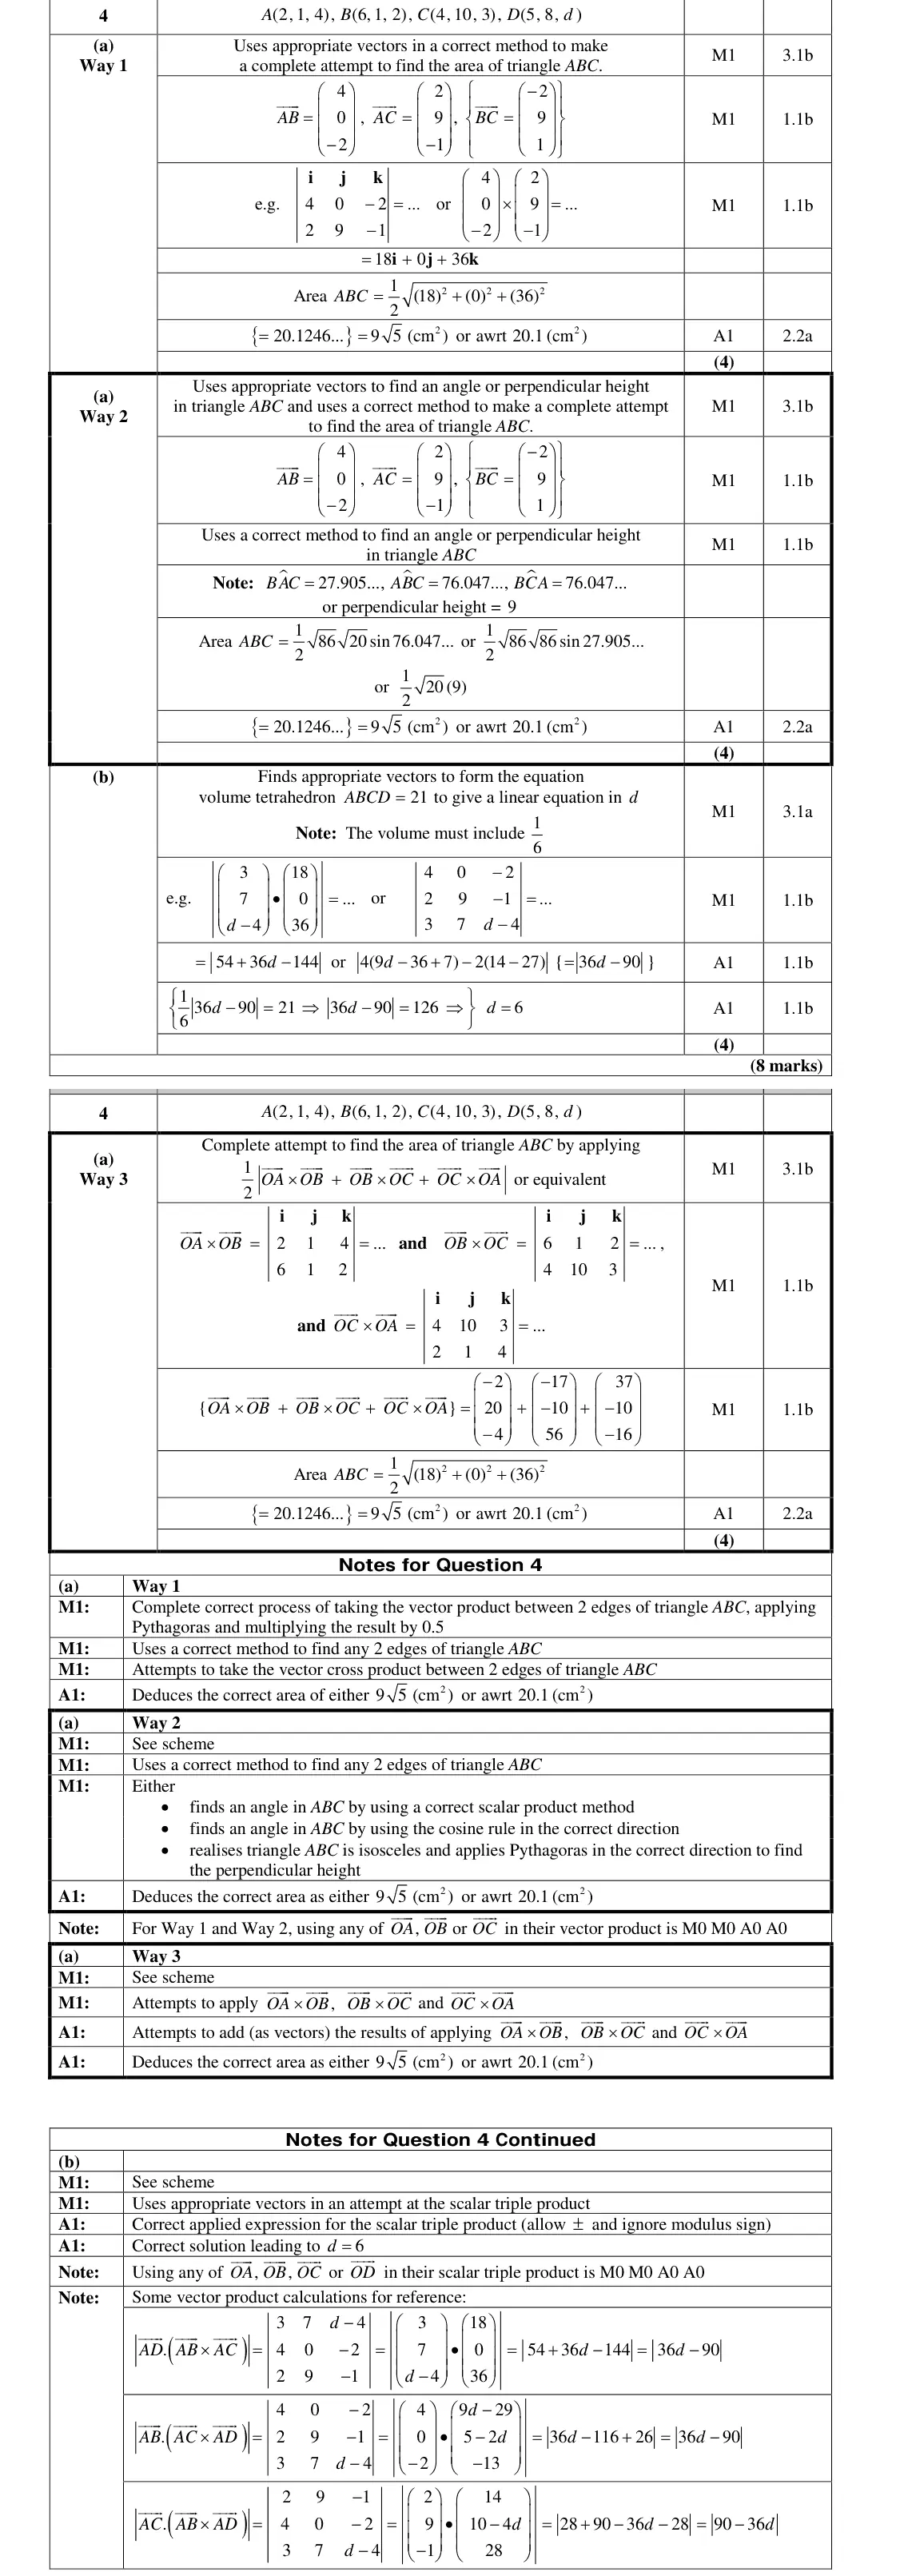 4 A(2, 1, 4), B(6, 1, 2), C(4, 10, 3), D(5, 8, d )
(a) Way 1 Uses appropriate vectors in a correct method to make a complete attempt to find the area of triangle ABC. M1 3.1b
AB = (4 0 −2), AC = (2 9 −1), {BC = (−2 9 1)} M1 1.1b
e.g. | i j k | 4 0 −2 | 2 9 −1 | = ... or (4 0 −2) × (2 9 −1) = ... M1 1.1b
= 18i + 0j + 36k
Area ABC = 1/2 √((18)² + (0)² + (36)²)
{= 20.1246...} = 9√5 (cm²) or awrt 20.1 (cm²) A1 2.2a
(4)
(a) Way 2 Uses appropriate vectors to find an angle or perpendicular height in triangle ABC and uses a correct method to make a complete attempt to find the area of triangle ABC. M1 3.1b
AB = (4 0 −2), AC = (2 9 −1), {BC = (−2 9 1)} M1 1.1b
Uses a correct method to find an angle or perpendicular height in triangle ABC M1 1.1b
Note: BÂC = 27.905..., AB̂C = 76.047..., BĈA = 76.047...
or perpendicular height = 9
Area ABC = 1/2 √86 √20 sin 76.047... or 1/2 √86 √86 sin 27.905...
or 1/2 √20 (9)
{= 20.1246...} = 9√5 (cm²) or awrt 20.1 (cm²) A1 2.2a
(4)
(b) Finds appropriate vectors to form the equation
volume tetrahedron ABCD = 21 to give a linear equation in d M1 3.1a
Note: The volume must include 1/6
e.g. |(3 7 d − 4) • (18 0 36)| = ... or | 4 0 −2 | 2 9 −1 | 3 7 d − 4 | = ... M1 1.1b
= | 54 + 36d − 144| or |4(9d − 36 + 7) − 2(14 − 27)| {= |36d − 90| } A1 1.1b
{1/6 |36d − 90| = 21 ⇒ |36d − 90| = 126 ⇒} d = 6 A1 1.1b
(4)
(8 marks)
4 A(2, 1, 4), B(6, 1, 2), C(4, 10, 3), D(5, 8, d )
(a) Way 3 Complete attempt to find the area of triangle ABC by applying
1/2 |OA × OB + OB × OC + OC × OA| or equivalent M1 3.1b
OA × OB = | i j k | 2 1 4 | 6 1 2 | = ... and OB × OC = | i j k | 6 1 2 | 4 10 3 | = ... ,
and OC × OA = | i j k | 4 10 3 | 2 1 4 | = ... M1 1.1b
{OA × OB + OB × OC + OC × OA} = (−2 20 −4) + (−17 −10 56) + (37 −10 −16) M1 1.1b
Area ABC = 1/2 √((18)² + (0)² + (36)²)
{= 20.1246...} = 9√5 (cm²) or awrt 20.1 (cm²) A1 2.2a
(4)
Notes for Question 4
(a) Way 1
M1: Complete correct process of taking the vector product between 2 edges of triangle ABC, applying
Pythagoras and multiplying the result by 0.5
M1: Uses a correct method to find any 2 edges of triangle ABC
M1: Attempts to take the vector cross product between 2 edges of triangle ABC
A1: Deduces the correct area of either 9√5 (cm²) or awrt 20.1 (cm²)
(a) Way 2
M1: See scheme
M1: Uses a correct method to find any 2 edges of triangle ABC
M1: Either
• finds an angle in ABC by using a correct scalar product method
• finds an angle in ABC by using the cosine rule in the correct direction
• realises triangle ABC is isosceles and applies Pythagoras in the correct direction to find
the perpendicular height
A1: Deduces the correct area as either 9√5 (cm²) or awrt 20.1 (cm²)
Note: For Way 1 and Way 2, using any of OA, OB or OC in their vector product is M0 M0 A0 A0
(a) Way 3
M1: See scheme
M1: Attempts to apply OA × OB, OB × OC and OC × OA
A1: Attempts to add (as vectors) the results of applying OA × OB, OB × OC and OC × OA
A1: Deduces the correct area as either 9√5 (cm²) or awrt 20.1 (cm²)
Notes for Question 4 Continued
(b)
M1: See scheme
M1: Uses appropriate vectors in an attempt at the scalar triple product
A1: Correct applied expression for the scalar triple product (allow ± and ignore modulus sign)
A1: Correct solution leading to d = 6
Note: Using any of OA, OB, OC or OD in their scalar triple product is M0 M0 A0 A0
Note: Some vector product calculations for reference:
|AD.(AB × AC)| = | 3 7 d − 4 | 4 0 −2 | 2 9 −1 | = |(3 7 d − 4) • (18 0 36)| = | 54 + 36d − 144| = | 36d − 90|
|AB.(AC × AD)| = | 4 0 −2 | 2 9 −1 | 3 7 d − 4 | = |(4 0 −2) • (9d − 29 5 − 2d −13)| = |36d − 116 + 26| = |36d − 90|
|AC.(AB × AD)| = | 2 9 −1 | 4 0 −2 | 3 7 d − 4 | = |(2 9 −1) • (14 10 − 4d 28)| = |28 + 90 − 36d − 28| = |90 − 36d|